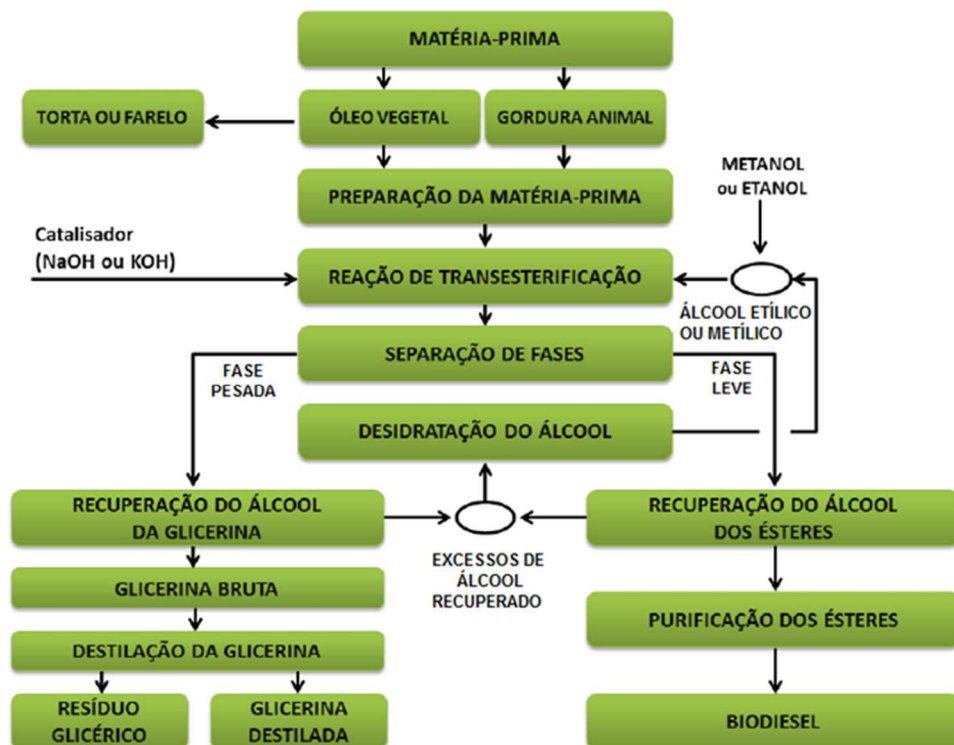 MATÉRIA-PRIMA
TORTA OU FARELO
ÓLEO VEGETAL
GORDURA ANIMAL
METANOL
ou ETANOL
PREPARAÇÃO DA MATÉRIA-PRIMA
Catalisador
(NaOH ou KOH)
REAÇÃO DE TRANSESTERIFICAÇÃO
ÁLCOOL ETÍLICO
OU METÍLICO
SEPARAÇÃO DE FASES
FASE
PESADA
FASE
LEVE
DESIDRATAÇÃO DO ÁLCOOL
RECUPERAÇÃO DO ÁLCOOL
DA GLICERINA
RECUPERAÇÃO DO ÁLCOOL
DOS ÉSTERES
EXCESSOS DE
ÁLCOOL
RECUPERADO
GLICERINA BRUTA
PURIFICAÇÃO DOS ÉSTERES
DESTILAÇÃO DA GLICERINA
RESÍDUO
GLICÉRICO
GLICERINA
DESTILADA
BIODIESEL